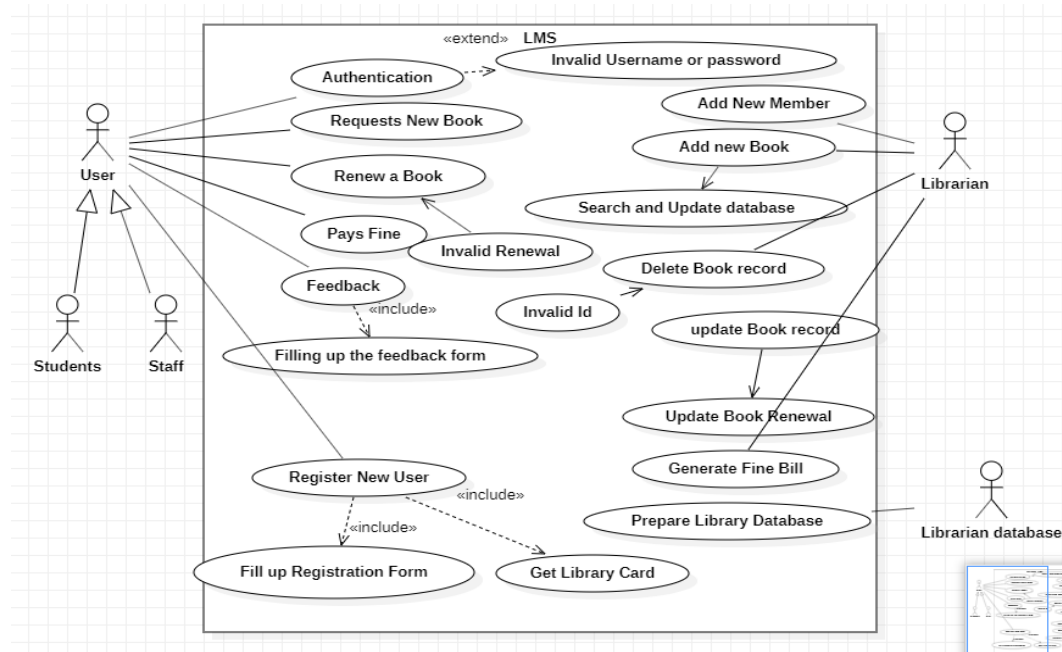 «extend» LMS
Invalid Username or password
Authentication
Add New Member
Requests New Book
Add new Book
User
Renew a Book
Librarian
Search and Update database
Pays Fine
Invalid Renewal
Delete Book record
Feedback
«include»
Invalid Id
update Book record
Filling up the feedback form
Students
Staff
Update Book Renewal
Generate Fine Bill
Register New User
«include»
Prepare Library Database
«include»
Librarian database
Fill up Registration Form
Get Library Card